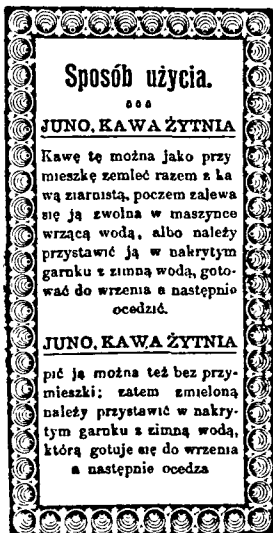 Sposób użycia.
JUNO, KAWA ŻYTNIA
Kawę tę można jako przy
mieszkę zemleć razem z ka
wą ziarnistą, poczem zalewa
się ją zwolna w maszynce
wrzącą wodą, albo należy
przystawić ją w nakrytym
garnku z zimną wodą, goto-
wać do wrzenia a następnie
ocedzić.
JUNO, KAWA ŻYTNIA
pić ją można też bez przy-
mieszki; zatem zmieloną
należy przystawić w nakry-
tym garnku z zimną wodą,
którą gotuje się do wrzenia
a następnie ocedza